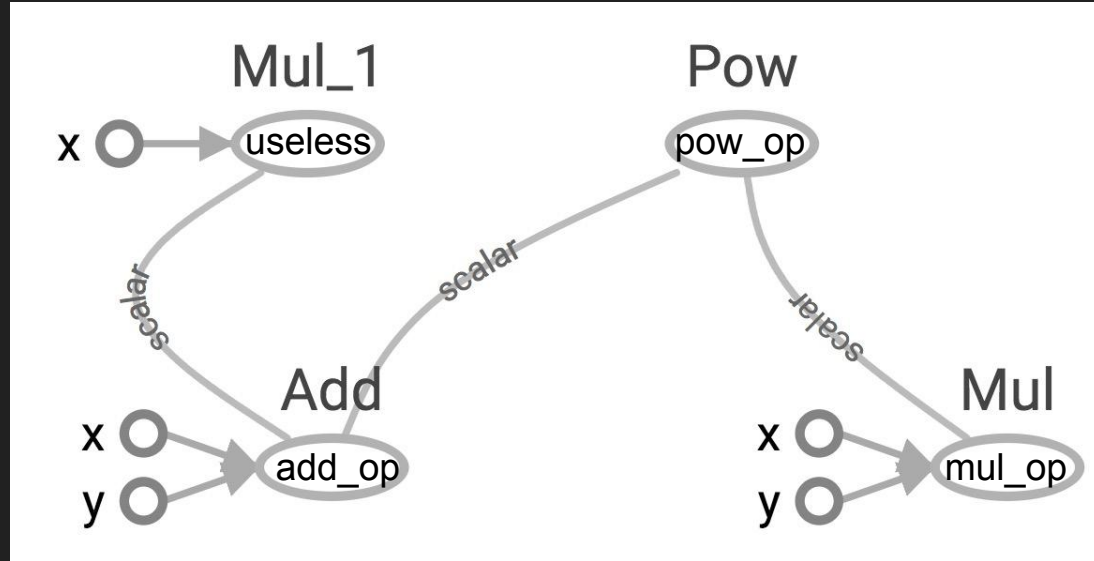 Mul_1
Pow
x
useless
pow_op
scalar
scalar
scalar
Add
Mul
x
add_op
y
x
mul_op
y